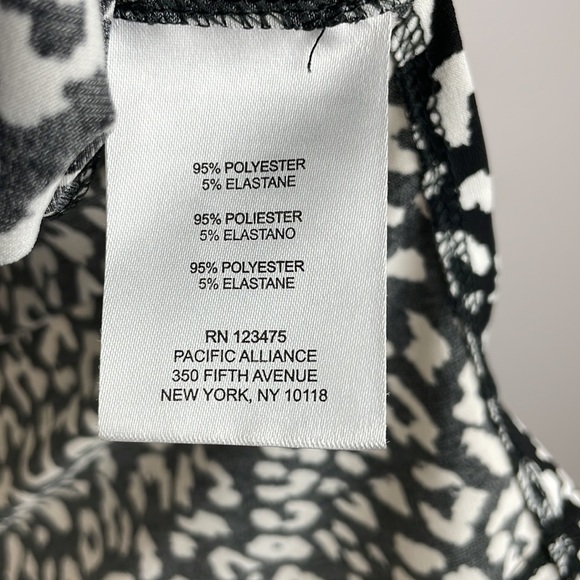 95% POLYESTER
5% ELASTANE
95% POLIESTER
5% ELASTANO
95% POLYESTER
5% ELASTANE
RN 123475
PACIFIC ALLIANCE
350 FIFTH AVENUE
NEW YORK, NY 10118